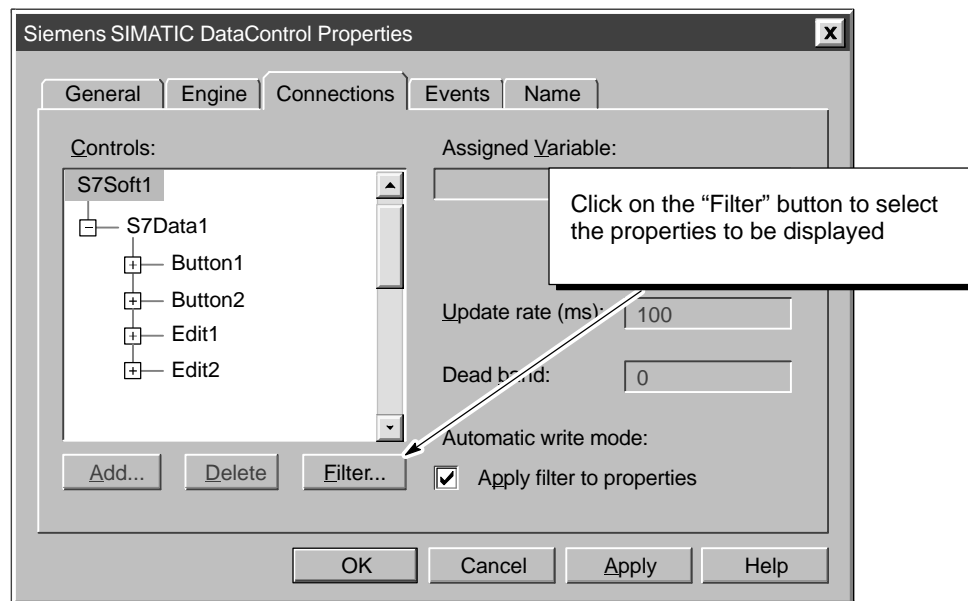 Siemens SIMATIC DataControl Properties
X
General Engine Connections Events Name
Controls:
S7Soft1
S7Data1
Button1
Button2
Edit1
Edit2
Add... Delete Filter...
Assigned Variable:
Click on the “Filter” button to select
the properties to be displayed
Update rate (ms): 100
Dead band: 0
Automatic write mode:
Apply filter to properties
OK Cancel Apply Help